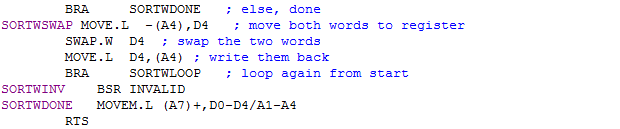 BRA SORTWDONE ; else, done
SORTWSWAP MOVE.L -(A4),D4 ; move both words to register
SWAP.W D4 ; swap the two words
MOVE.L D4,(A4) ; write them back
BRA SORTWLOOP ; loop again from start
SORTWINV BSR INVALID
SORTWDONE MOVEM.L (A7)+,D0-D4/A1-A4
RTS